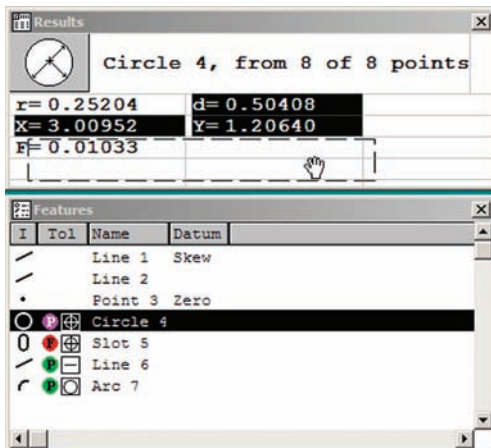 Results
Circle 4, from 8 of 8 points
r= 0.25204 d= 0.50408
X= 3.00952 Y= 1.20640
F= 0.01033
Features
I Tol Name Datum
Line 1 Skew
Line 2
Point 3 Zero
P Circle 4
F Slot 5
P Line 6
P Arc 7